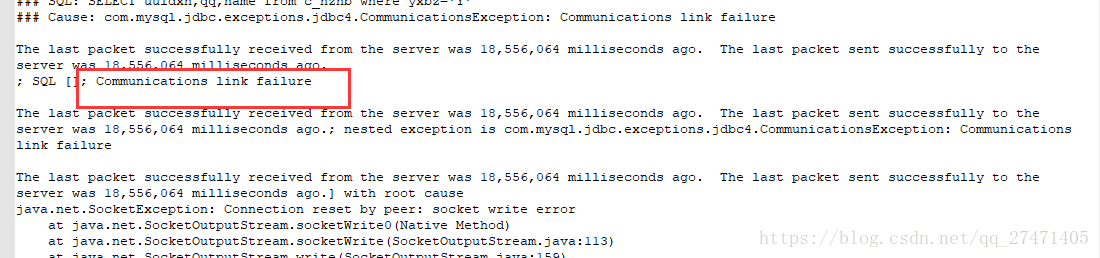 ### SQL: SELECT uuidxh,qq,name from c_hzhb where yxbz='Y'
### Cause: com.mysql.jdbc.exceptions.jdbc4.CommunicationsException: Communications link failure
The last packet successfully received from the server was 18,556,064 milliseconds ago.  The last packet sent successfully to the
server was 18,556,064 milliseconds ago.
; SQL []; Communications link failure
The last packet successfully received from the server was 18,556,064 milliseconds ago.  The last packet sent successfully to the
server was 18,556,064 milliseconds ago.; nested exception is com.mysql.jdbc.exceptions.jdbc4.CommunicationsException: Communications
link failure
The last packet successfully received from the server was 18,556,064 milliseconds ago.  The last packet sent successfully to the
server was 18,556,064 milliseconds ago.] with root cause
java.net.SocketException: Connection reset by peer: socket write error
at java.net.SocketOutputStream.socketWrite0(Native Method)
at java.net.SocketOutputStream.socketWrite(SocketOutputStream.java:113)
at java.net.SocketOutputStream.write(SocketOutputStream.java:159)
https://blog.csdn.net/qq_27471405